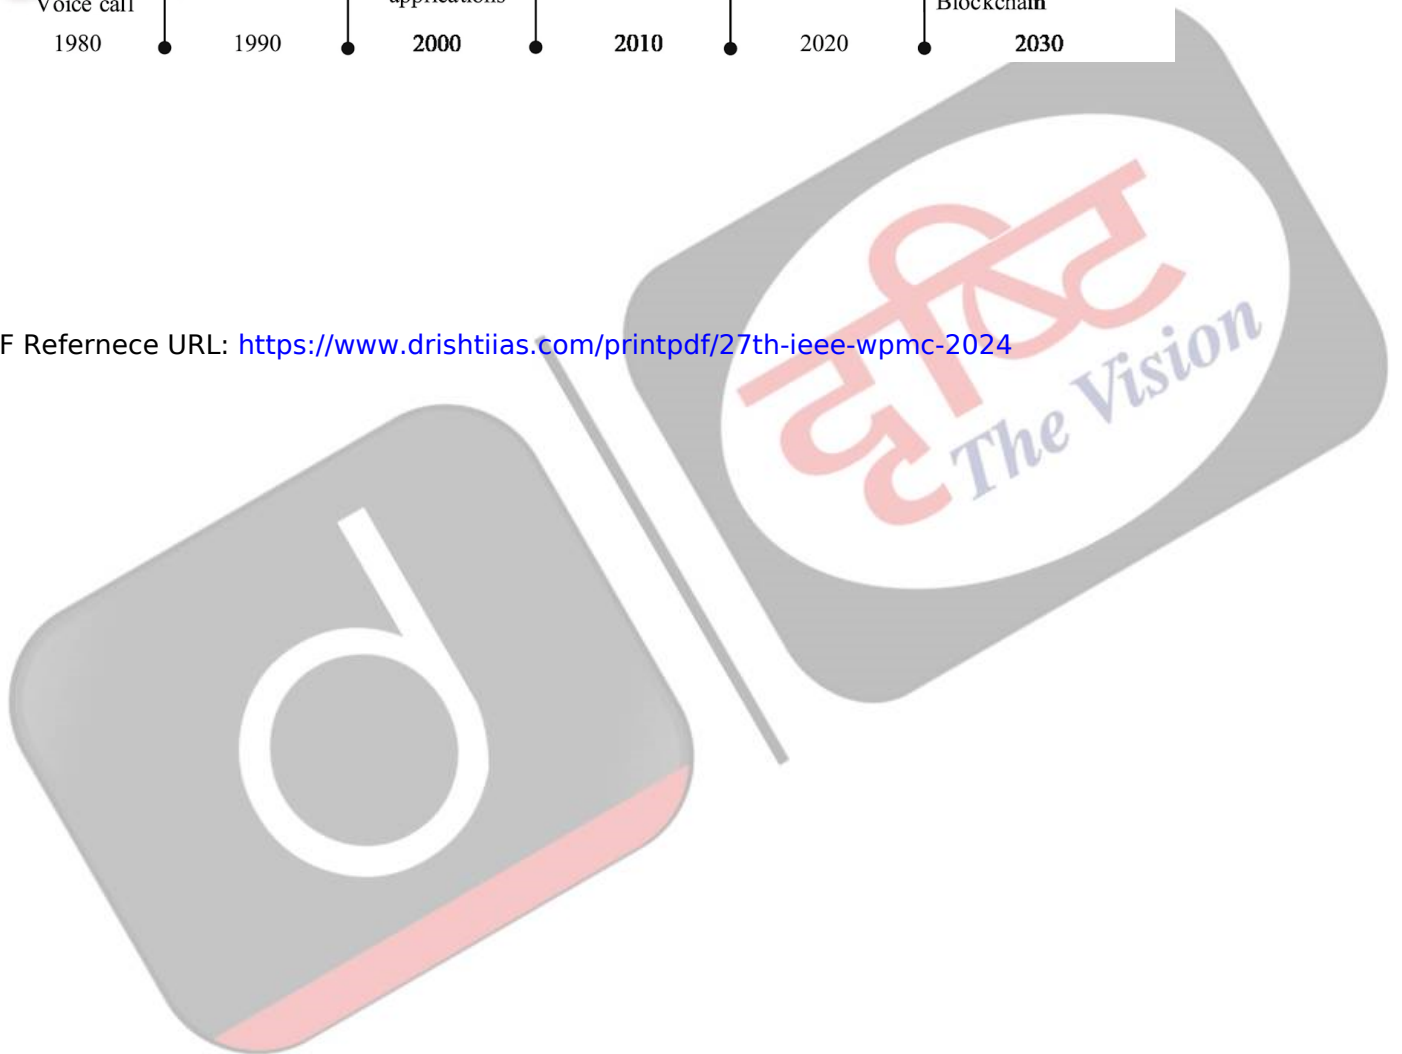 Voice call applications Blockchain
1980 1990 2000 2010 2020 2030
F Refernece URL: https://www.drishtiias.com/printpdf/27th-ieee-wpmc-2024
दृष्टि
The Vision
d